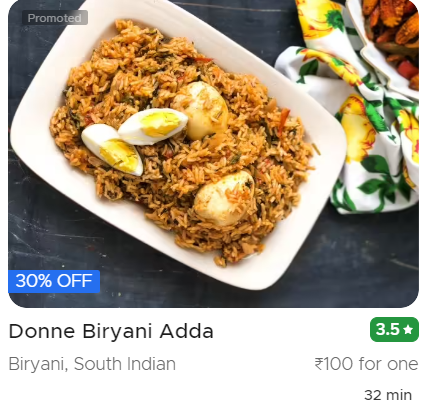 Promoted
30% OFF
Donne Biryani Adda
3.5★
Biryani, South Indian
₹100 for one
32 min